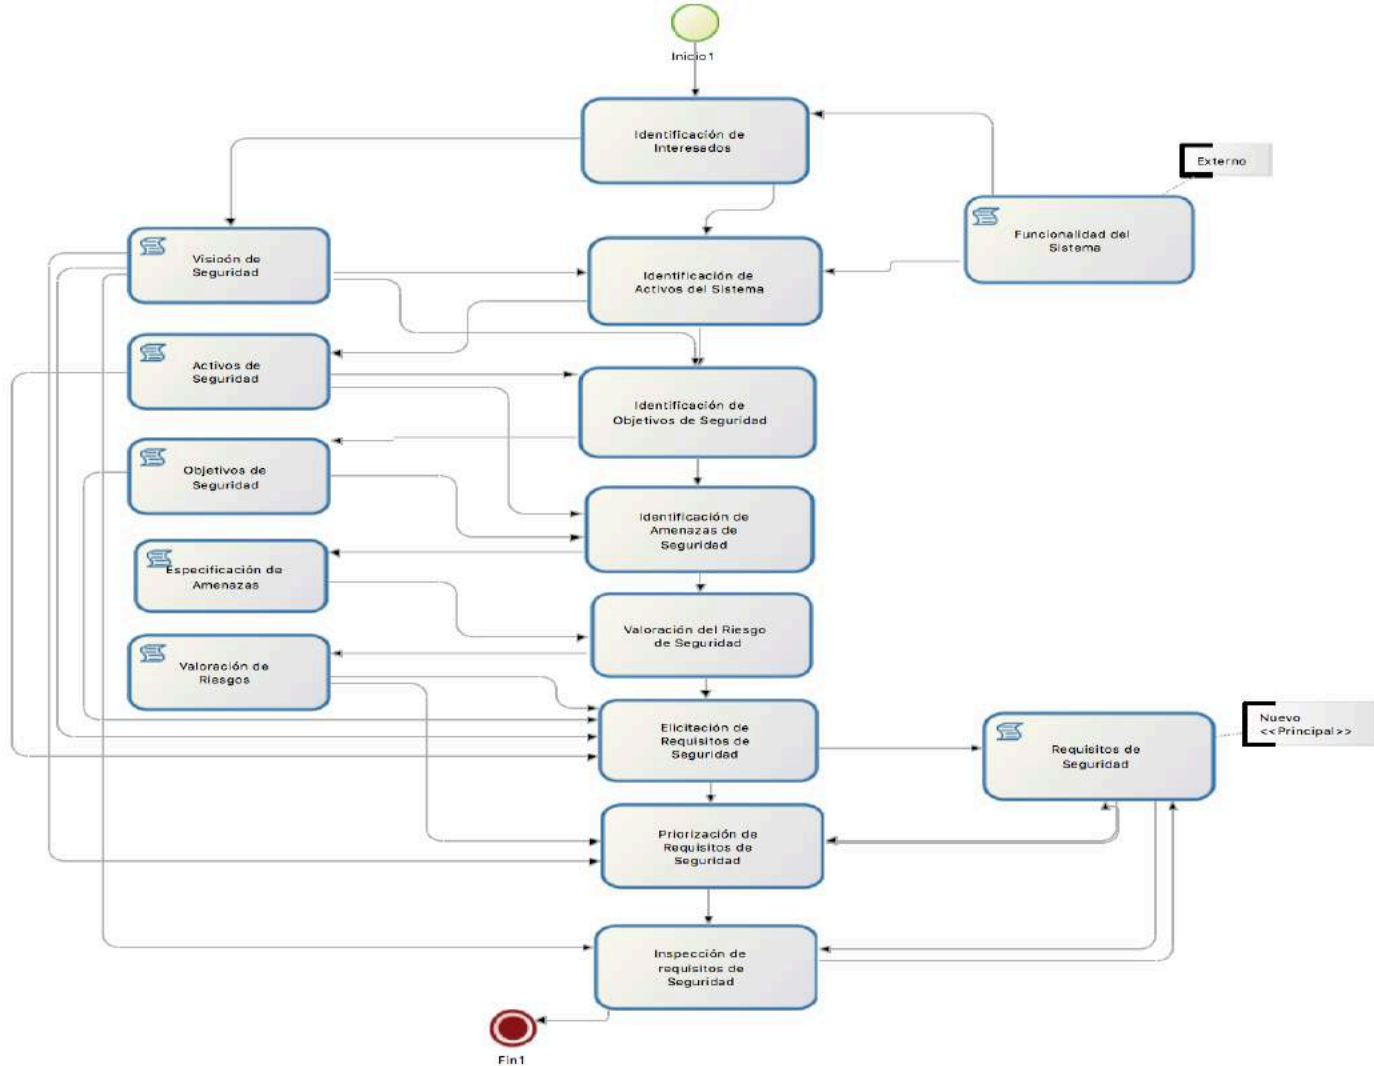 Inicio1
Identificación de
Interesados
Externo
Funcionalidad del
Sistema
Visión de
Seguridad
Identificación de
Activos del Sistema
Activos de
Seguridad
Identificación de
Objetivos de Seguridad
Objetivos de
Seguridad
Identificación de
Amenazas de
Seguridad
Especificación de
Amenazas
Valoración del Riesgo
de Seguridad
Valoración de
Riesgos
Elicitación de
Requisitos de
Seguridad
Requisitos de
Seguridad
Nuevo
<<Principal>>
Priorización de
Requisitos de
Seguridad
Inspección de
requisitos de
Seguridad
Fin1